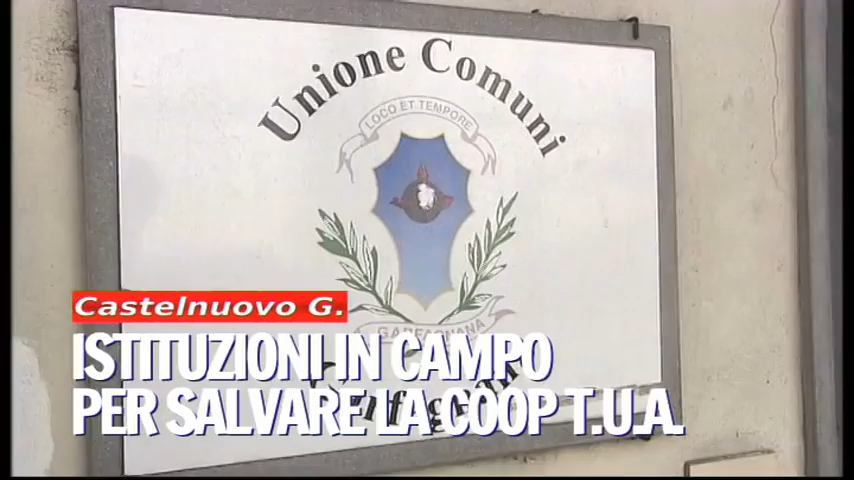 Unione Comuni
LOCO ET TEMPORE
GARFAGNANA
Castelnuovo G.
ISTITUZIONI IN CAMPO
PER SALVARE LA COOP T.U.A.